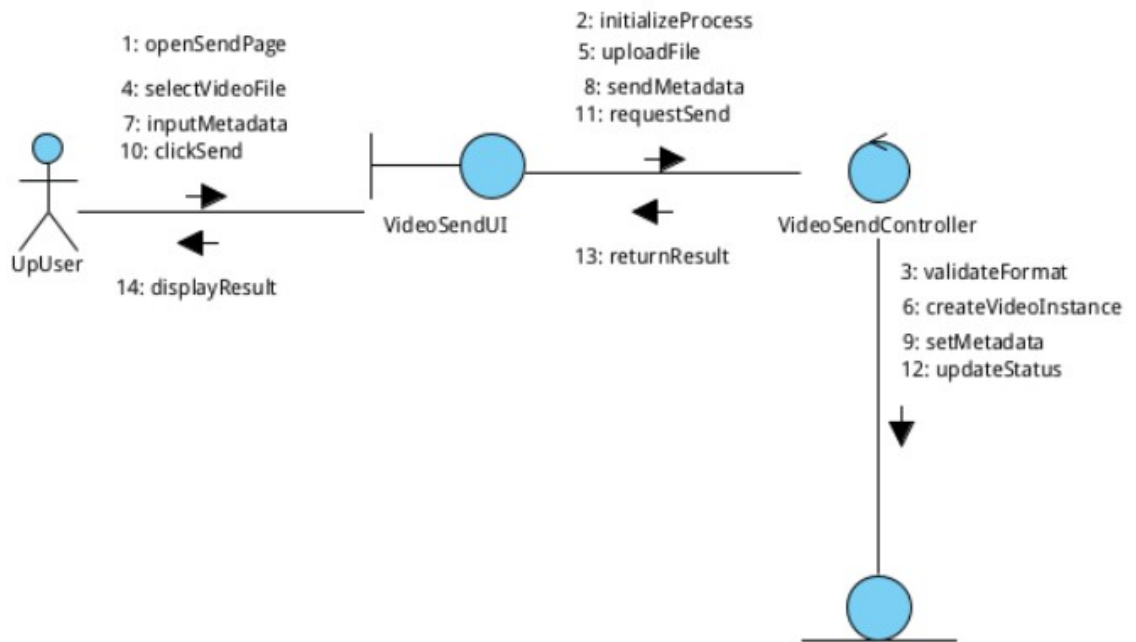 1: openSendPage
4: selectVideoFile
7: inputMetadata
10: clickSend
2: initializeProcess
5: uploadFile
8: sendMetadata
11: requestSend
UpUser
VideoSendUI
VideoSendController
14: displayResult
13: returnResult
3: validateFormat
6: createVideoInstance
9: setMetadata
12: updateStatus